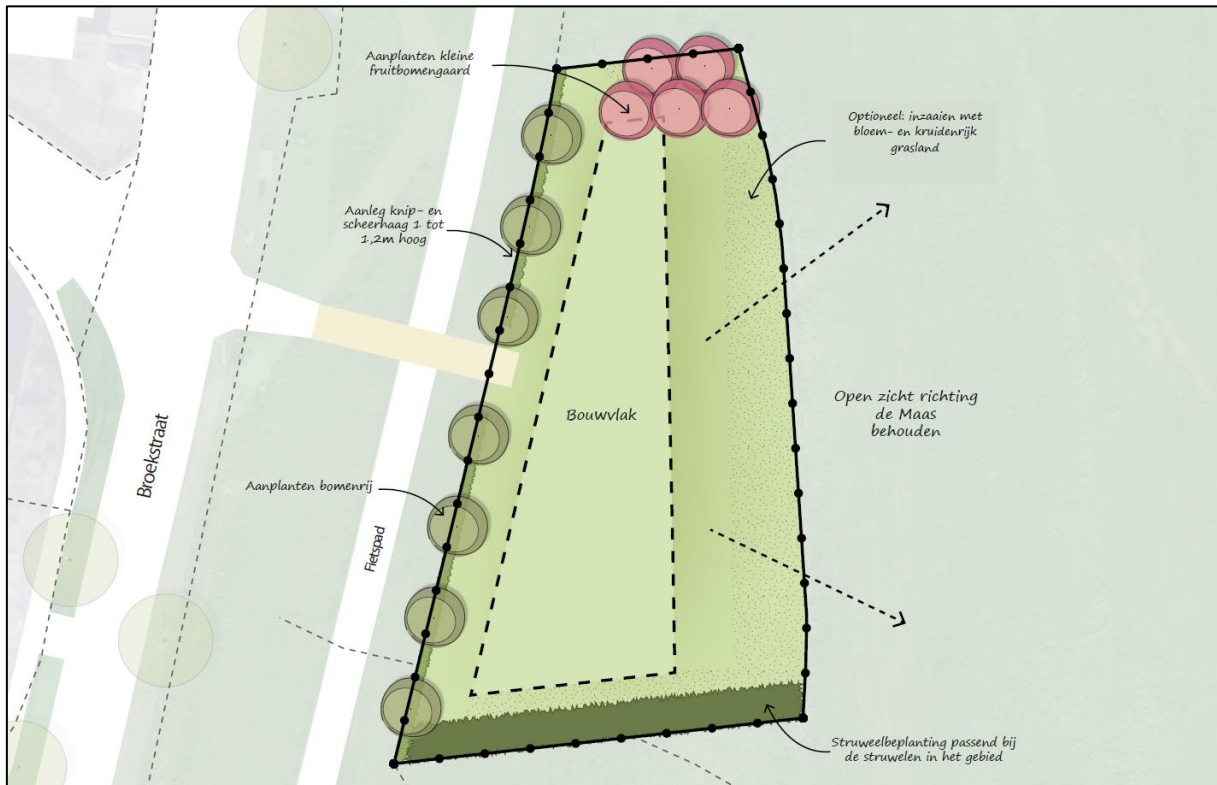 Aanplanten kleine
fruitbomengaard
Optioneel: inzaaien met
bloem- en kruidenrijk
grasland
Aanleg knip- en
scheerhaag 1 tot
1,2m hoog
Bouwvlak
Open zicht richting
de Maas
behouden
Broekstraat
Aanplanten bomenrij
Fietspad
Struweelbeplanting passend bij
de struwelen in het gebied